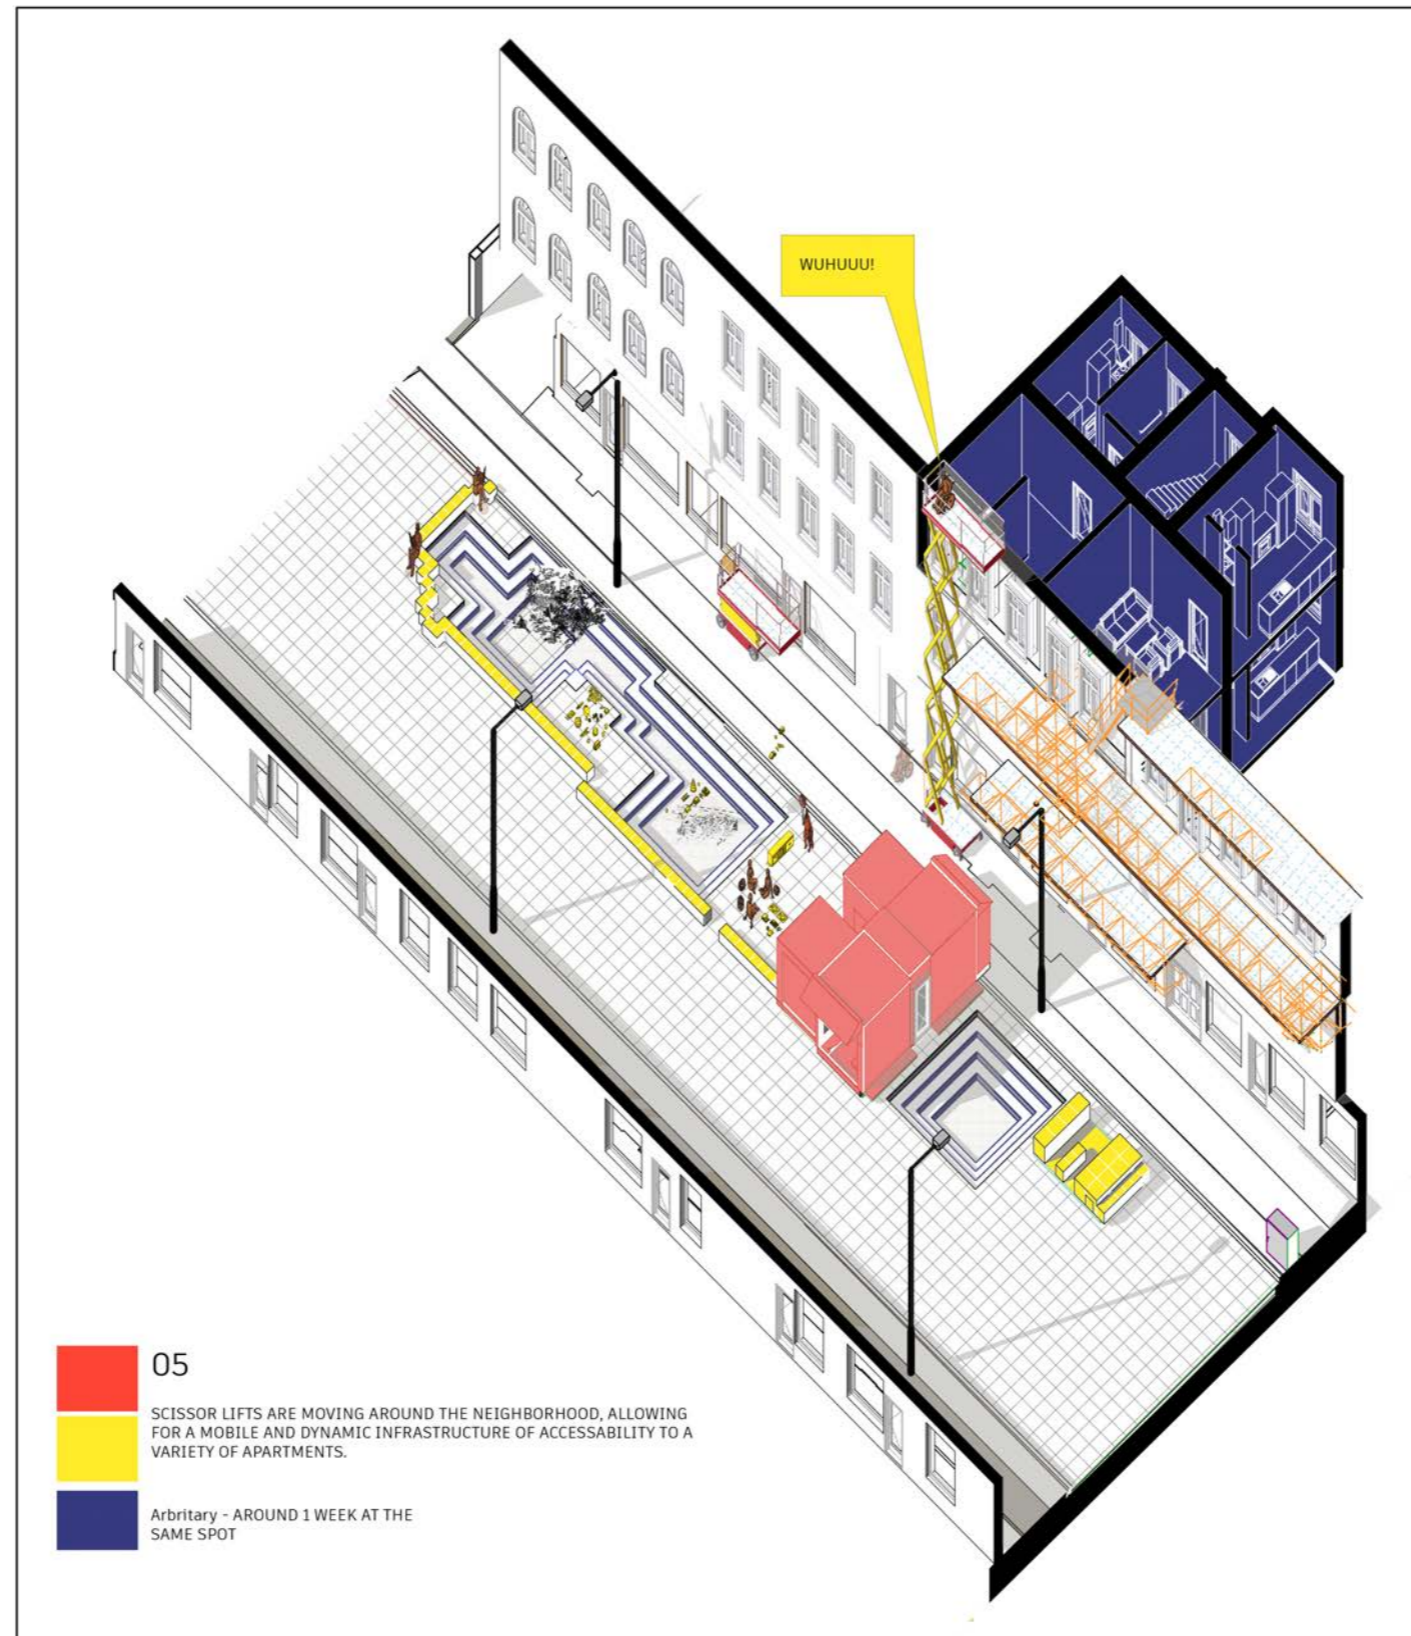 WUHUUU!
05
SCISSOR LIFTS ARE MOVING AROUND THE NEIGHBORHOOD, ALLOWING
FOR A MOBILE AND DYNAMIC INFRASTRUCTURE OF ACCESSABILITY TO A
VARIETY OF APARTMENTS.
Arbritary - AROUND 1 WEEK AT THE
SAME SPOT